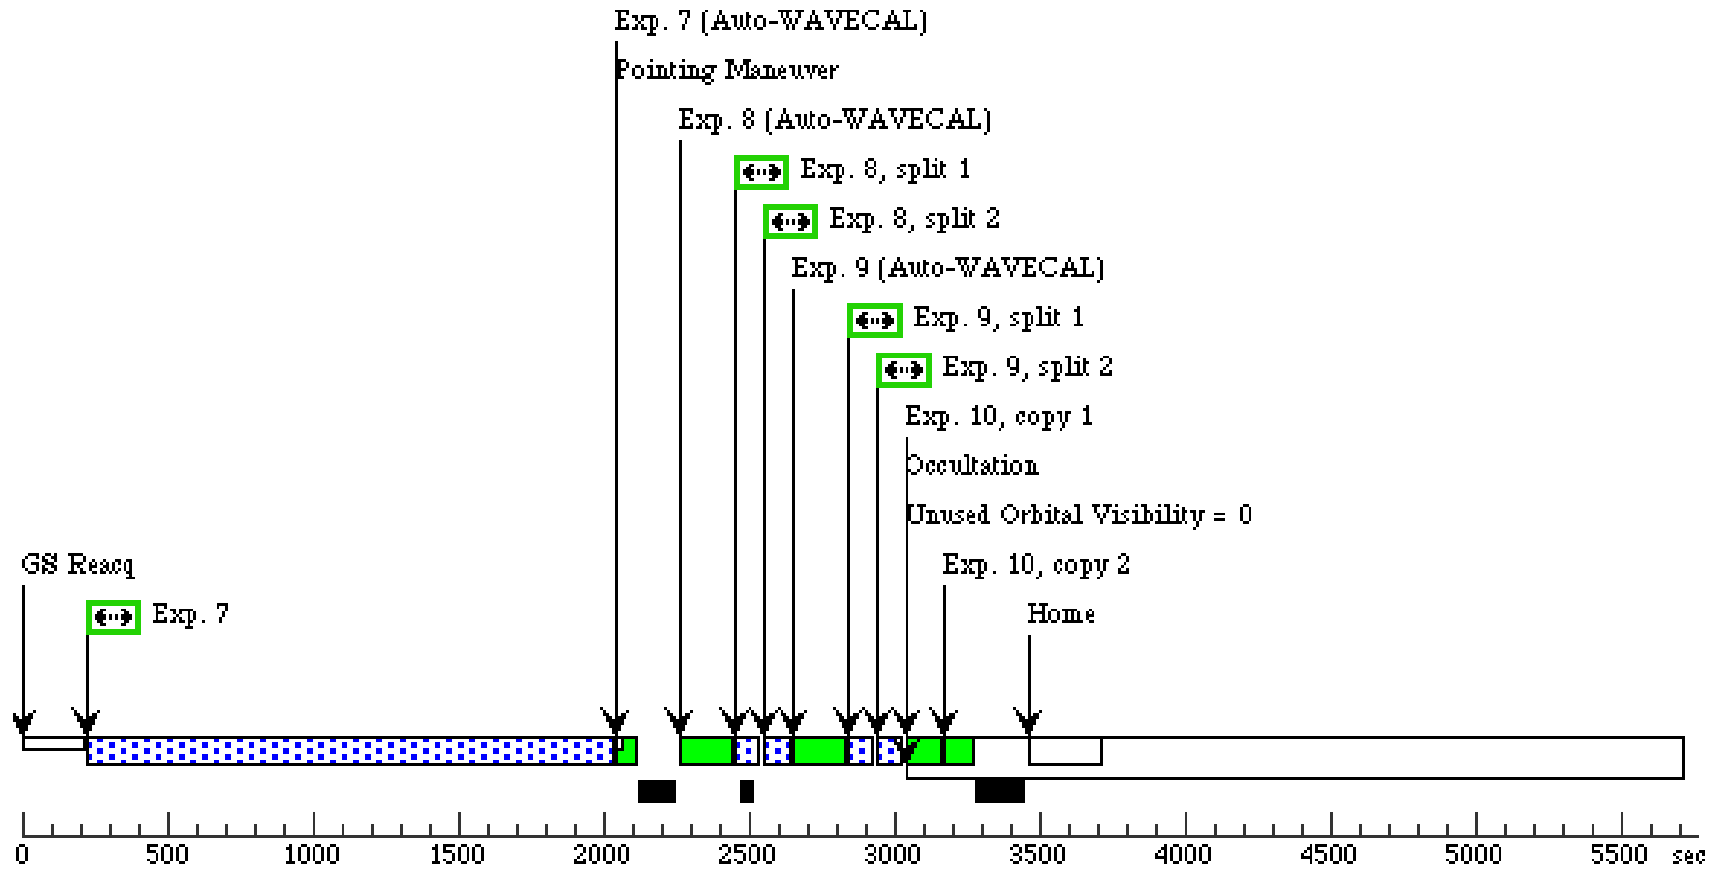 Exp. 7 (Auto-WAVECAL)
Pointing Maneuver
Exp. 8 (Auto-WAVECAL)
Exp. 8, split 1
Exp. 8, split 2
Exp. 9 (Auto-WAVECAL)
Exp. 9, split 1
Exp. 9, split 2
Exp. 10, copy 1
Occultation
Unused Orbital Visibility = 0
GS Reacq
Exp. 10, copy 2
Exp. 7
Home
0 500 1000 1500 2000 2500 3000 3500 4000 4500 5000 5500 sec